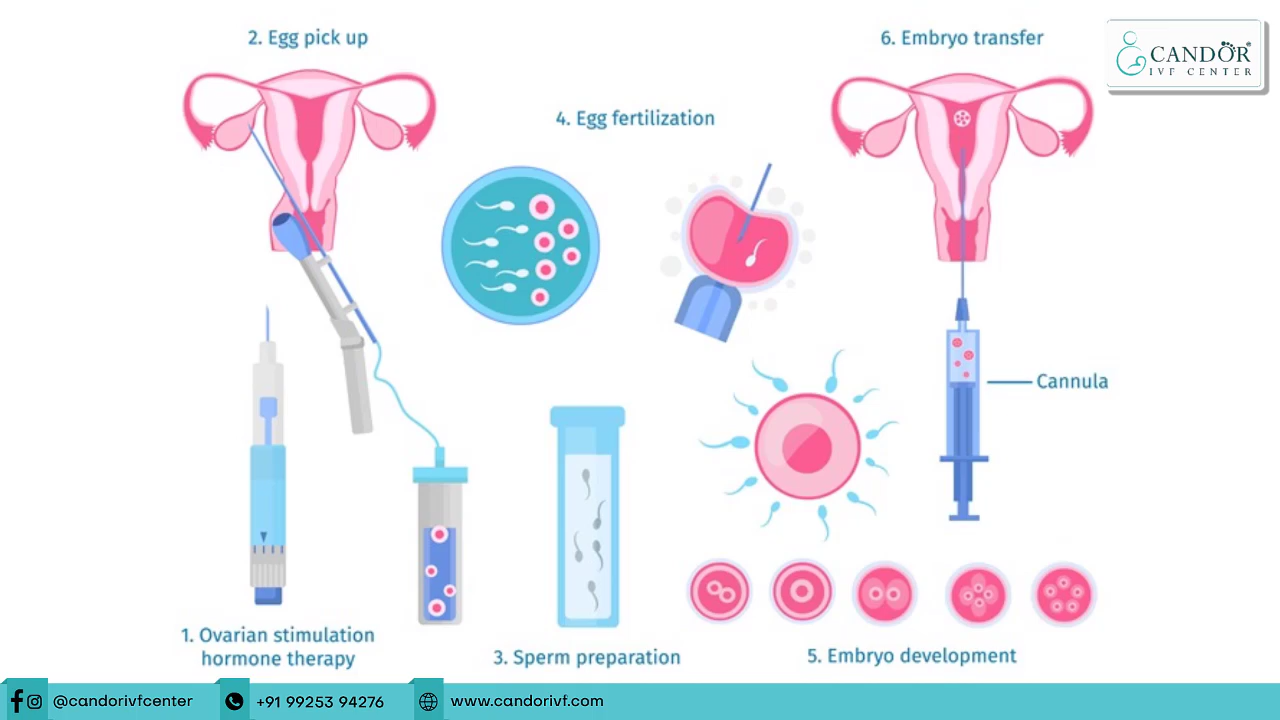 2. Egg pick up
6. Embryo transfer
CANDOR
IVF CENTER
4. Egg fertilization
Cannula
1. Ovarian stimulation
hormone therapy
3. Sperm preparation
5. Embryo development
@candorivfcenter
+91 99253 94276
www.candorivf.com